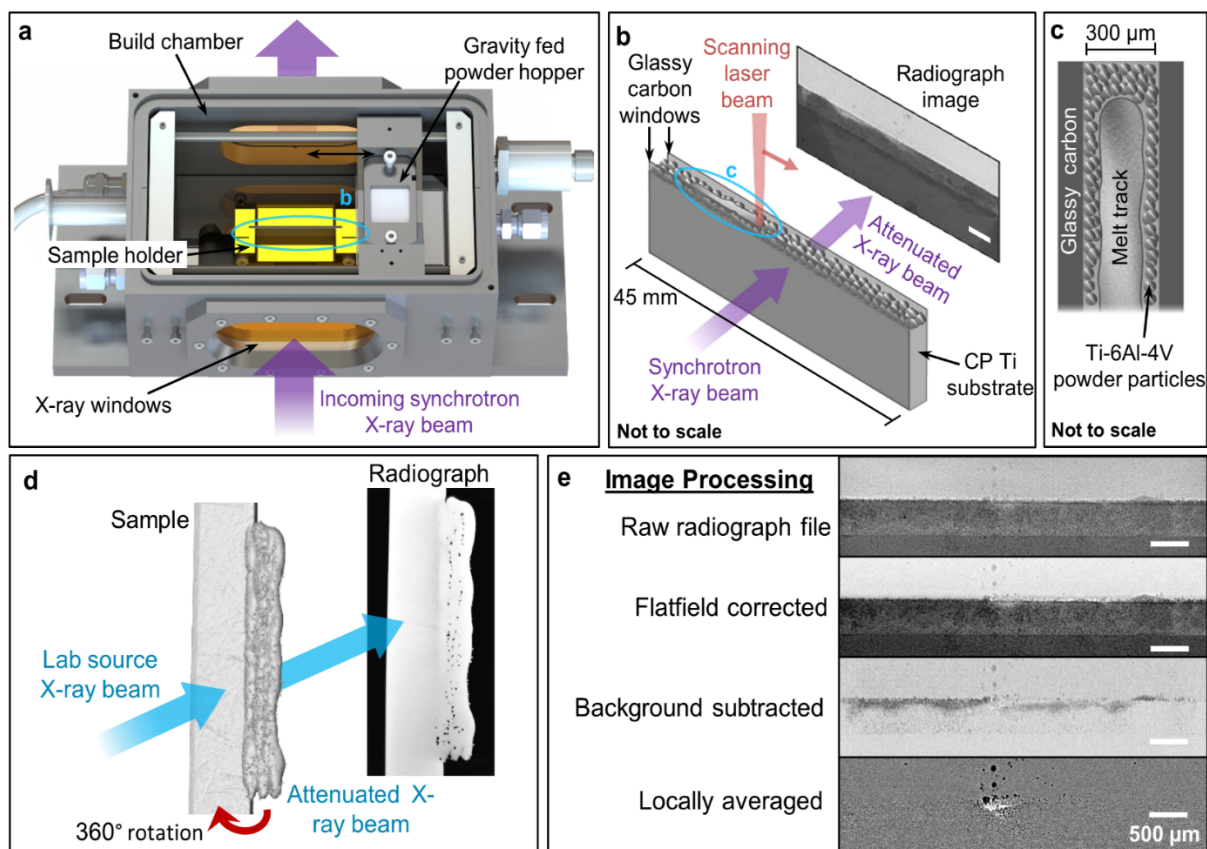 a
Build chamber
Gravity fed
powder hopper
b
Sample holder
X-ray windows
Incoming synchrotron
X-ray beam
b
Scanning
laser
beam
Glassy
carbon
windows
Radiograph
image
c
Attenuated
X-ray beam
45 mm
Synchrotron
X-ray beam
CP Ti
substrate
Not to scale
c
300 µm
Glassy carbon
Melt track
Ti-6Al-4V
powder particles
Not to scale
d
Radiograph
Sample
Lab source
X-ray beam
Attenuated X-
ray beam
360° rotation
e
Image Processing
Raw radiograph file
Flatfield corrected
Background subtracted
Locally averaged
500 µm